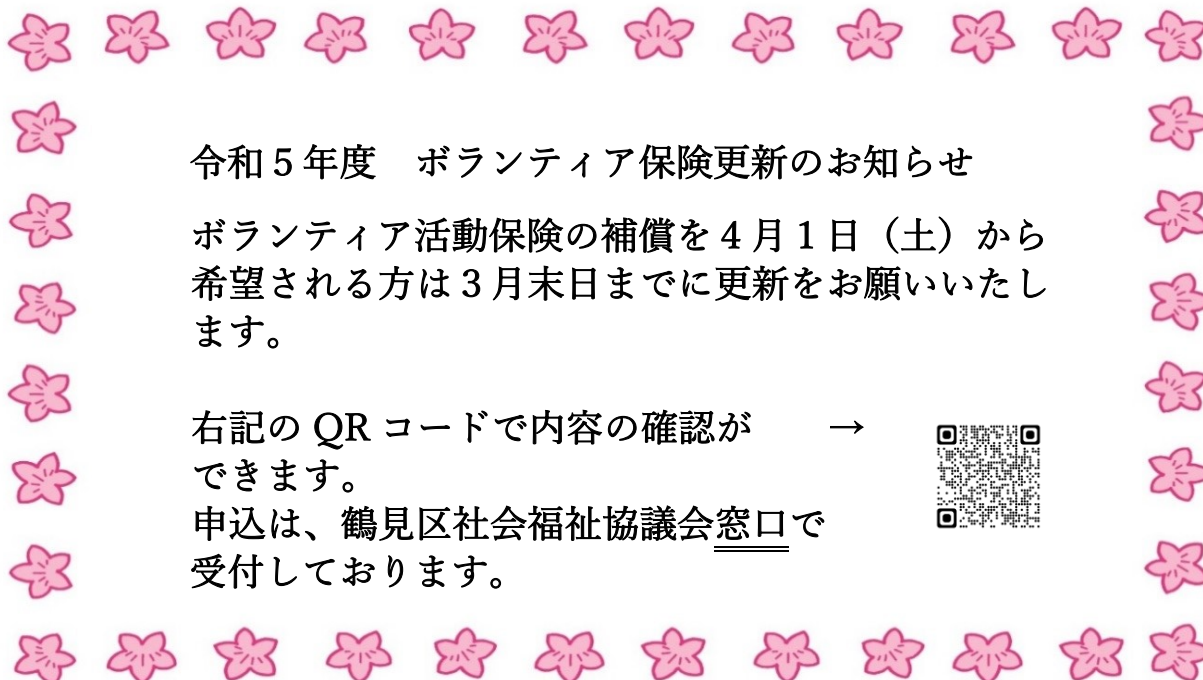 令和５年度　ボランティア保険更新のお知らせ
ボランティア活動保険の補償を４月１日（土）から
希望される方は３月末日までに更新をお願いいたし
ます。
右記の QR コードで内容の確認が　　→
できます。
申込は、鶴見区社会福祉協議会窓口で
受付しております。